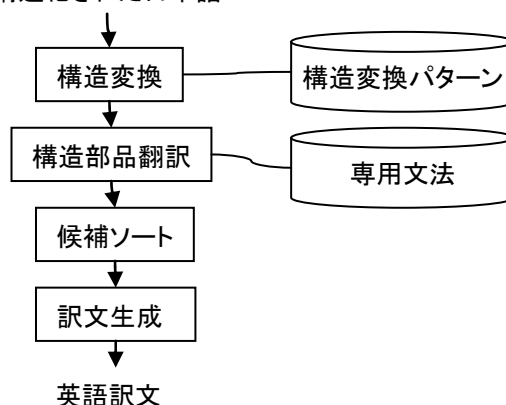 構造変換
構造変換パターン
構造部品翻訳
専用文法
候補ソート
訳文生成
英語訳文